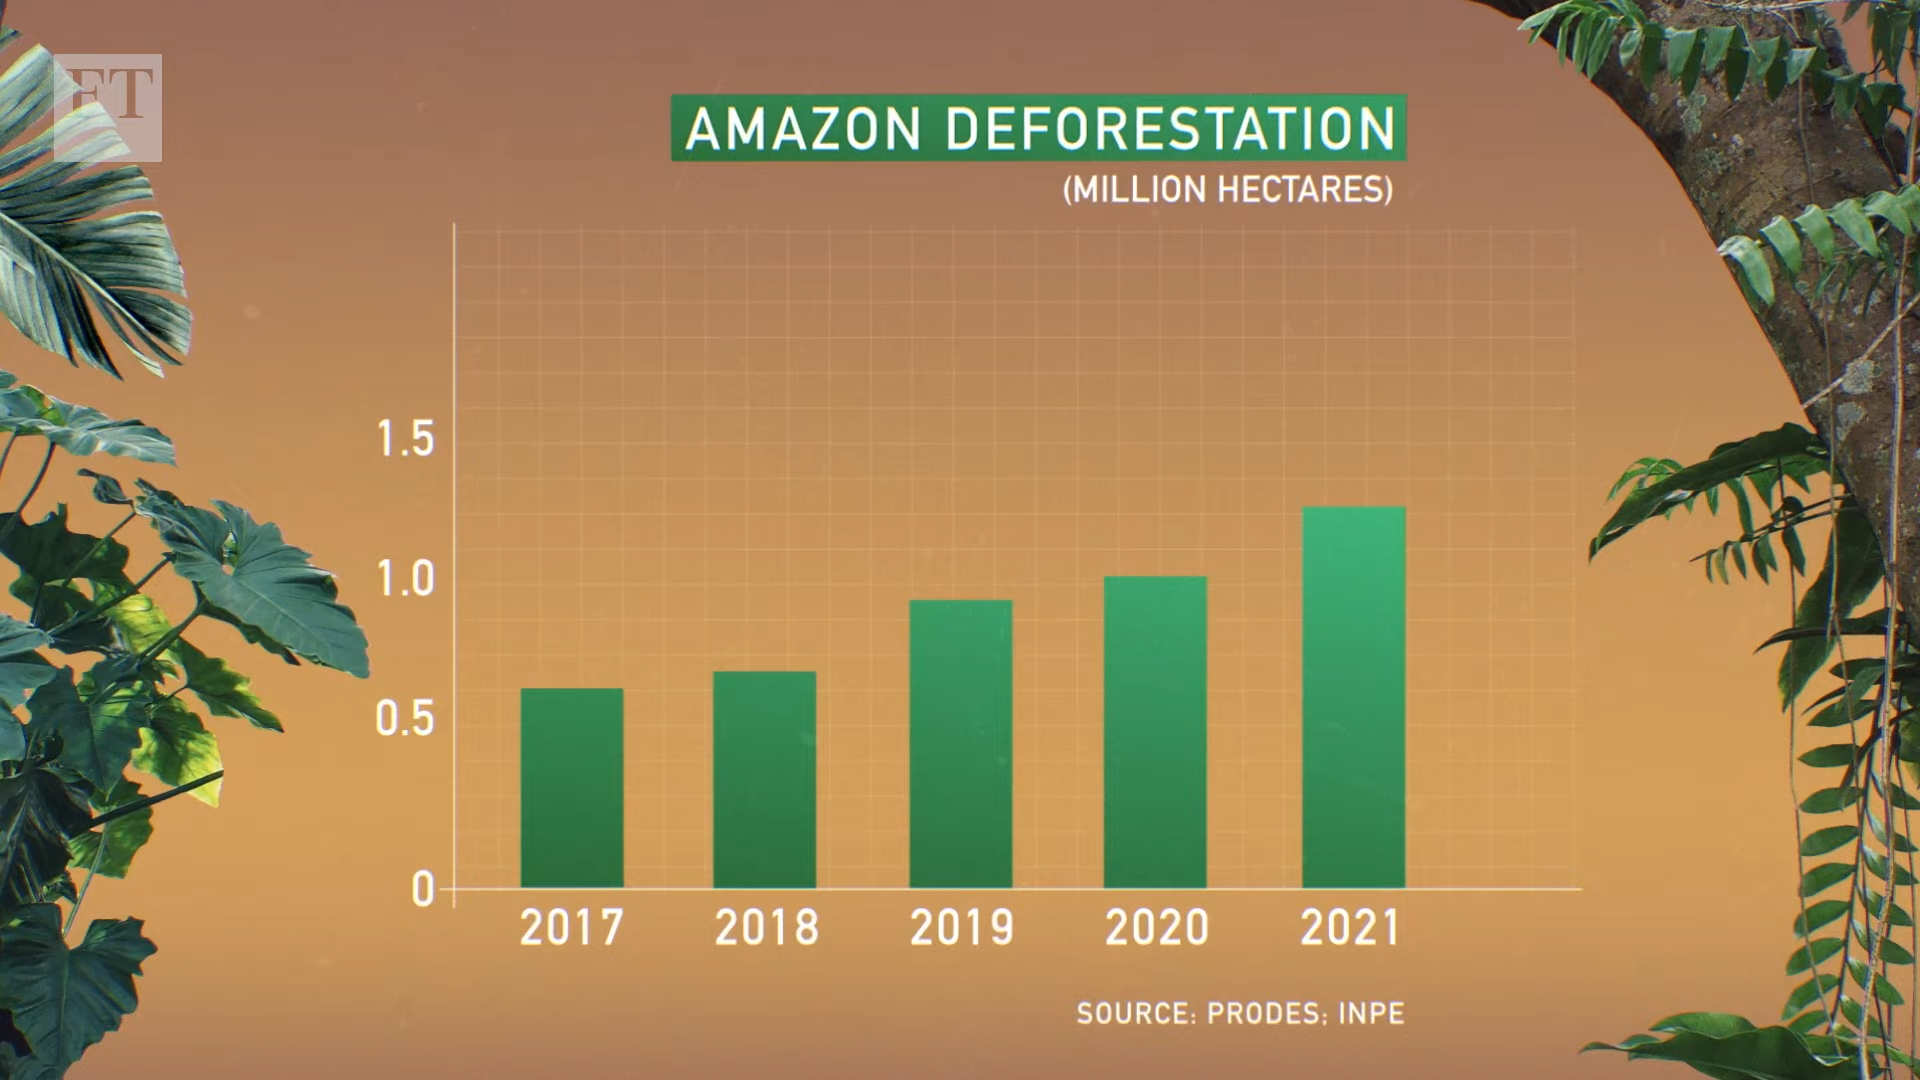 FT
AMAZON DEFORESTATION
(MILLION HECTARES)
1.5
1.0
0.5
0
2017 2018 2019 2020 2021
SOURCE: PRODES; INPE